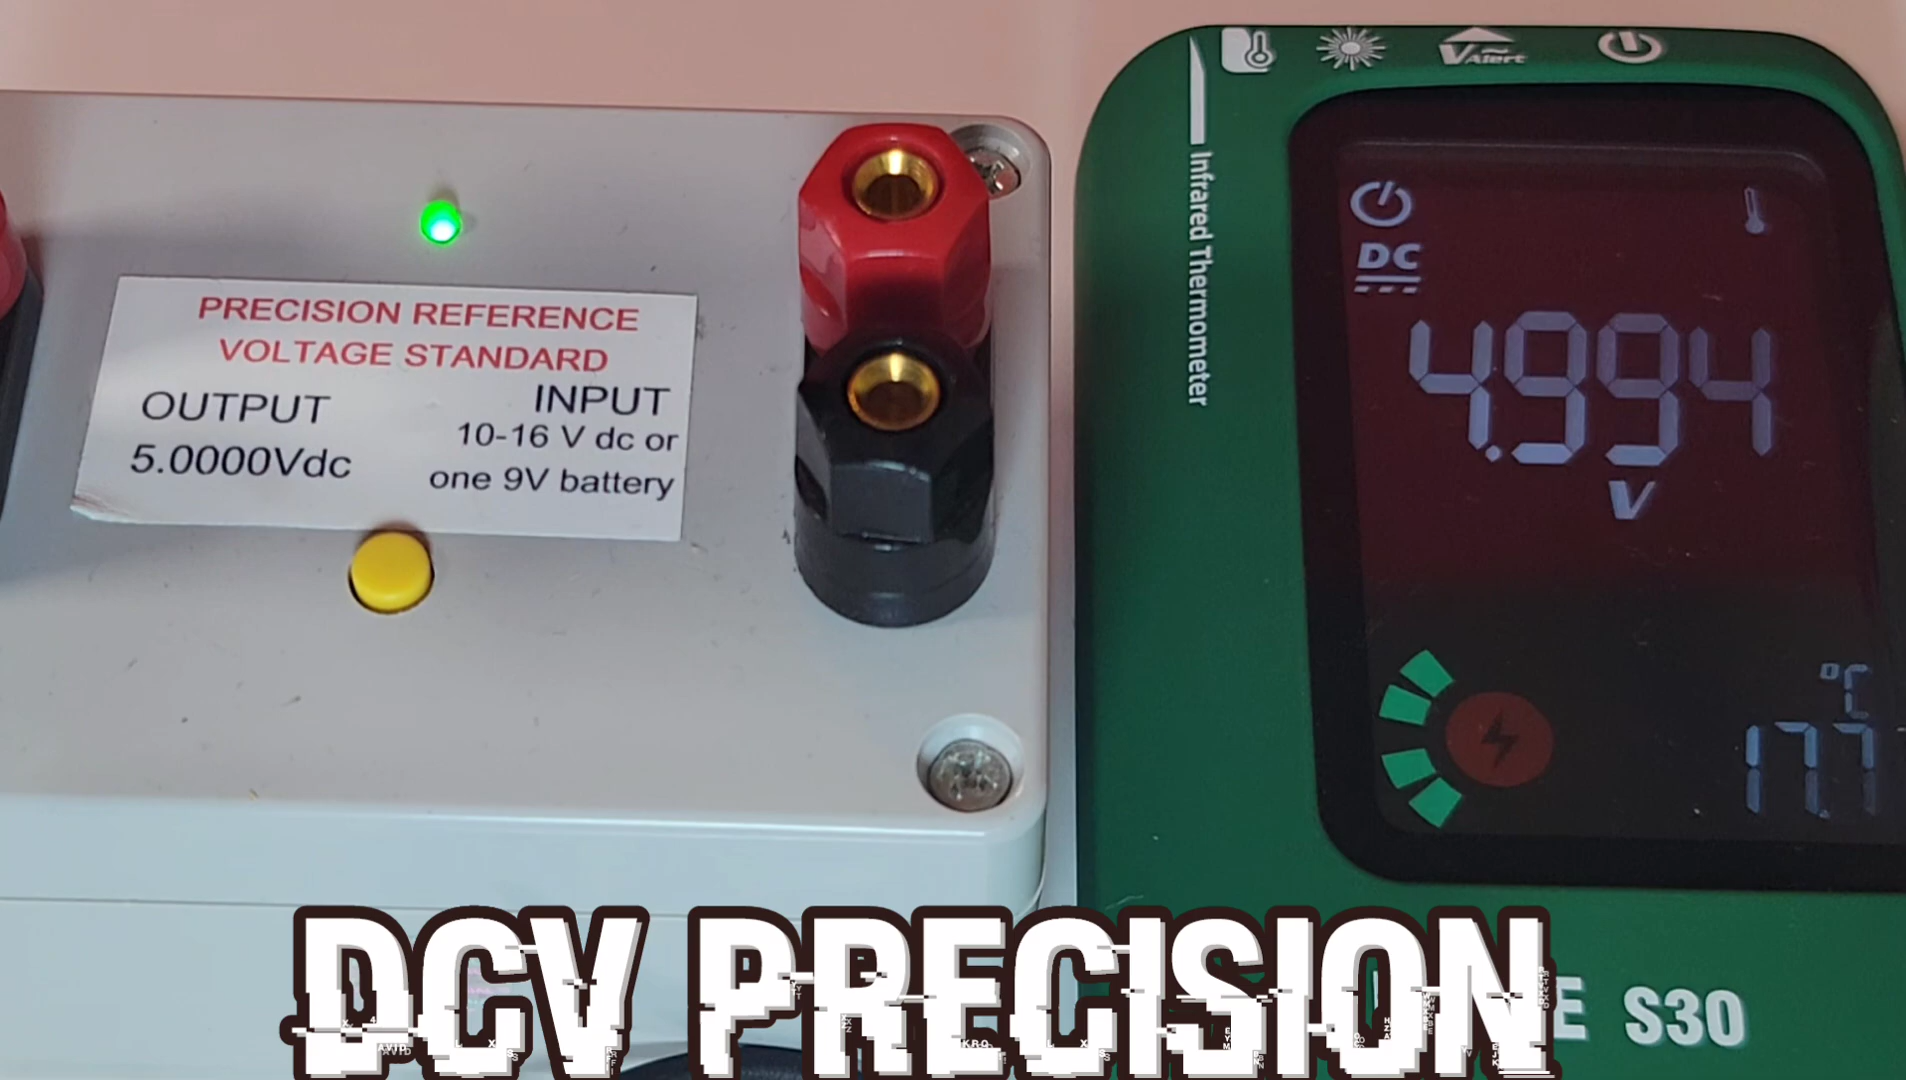 PRECISION REFERENCE
VOLTAGE STANDARD
OUTPUT
5.0000Vdc
INPUT
10-16 V dc or
one 9V battery
V~Alert
Infrared Thermometer
DC
4.994
V
°C
17.7
S30
DCV PRECISION